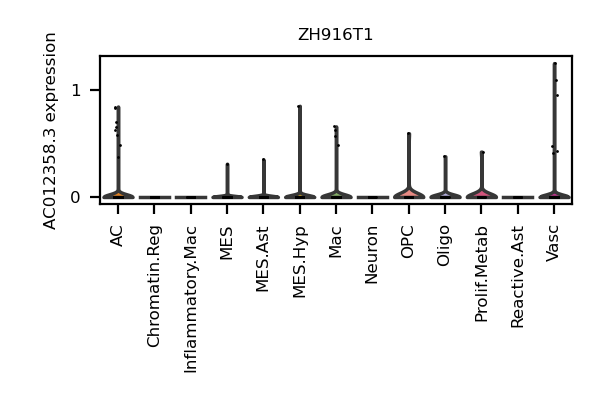 ZH916T1
AC012358.3 expression
1
0
AC
Chromatin.Reg
Inflammatory.Mac
MES
MES.Ast
MES.Hyp
Mac
Neuron
OPC
Oligo
Prolif.Metab
Reactive.Ast
Vasc